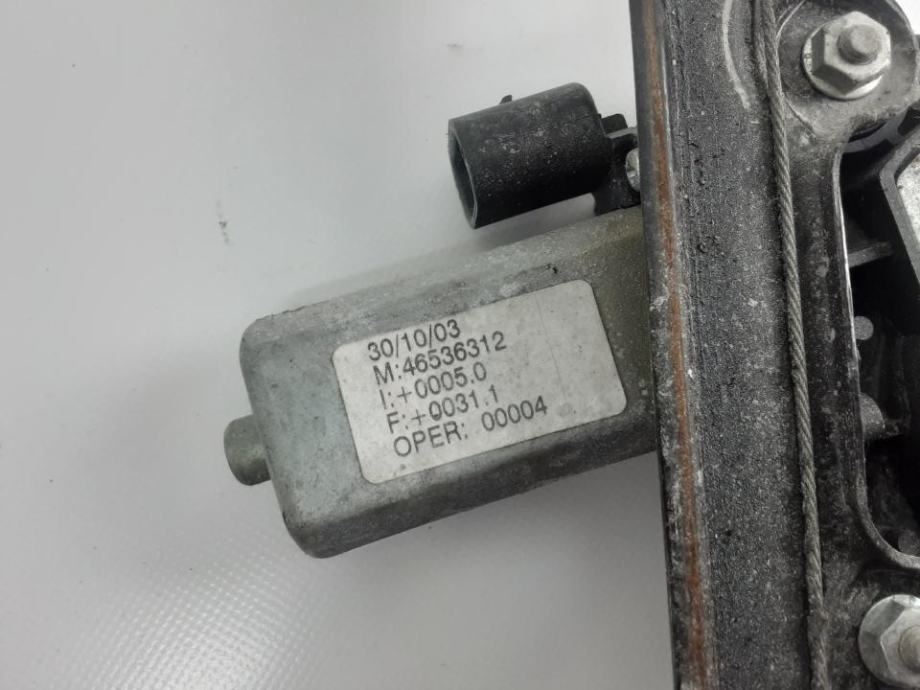 30/10/03
M:46536312
I:+0005.0
F:+0031.1
OPER: 00004